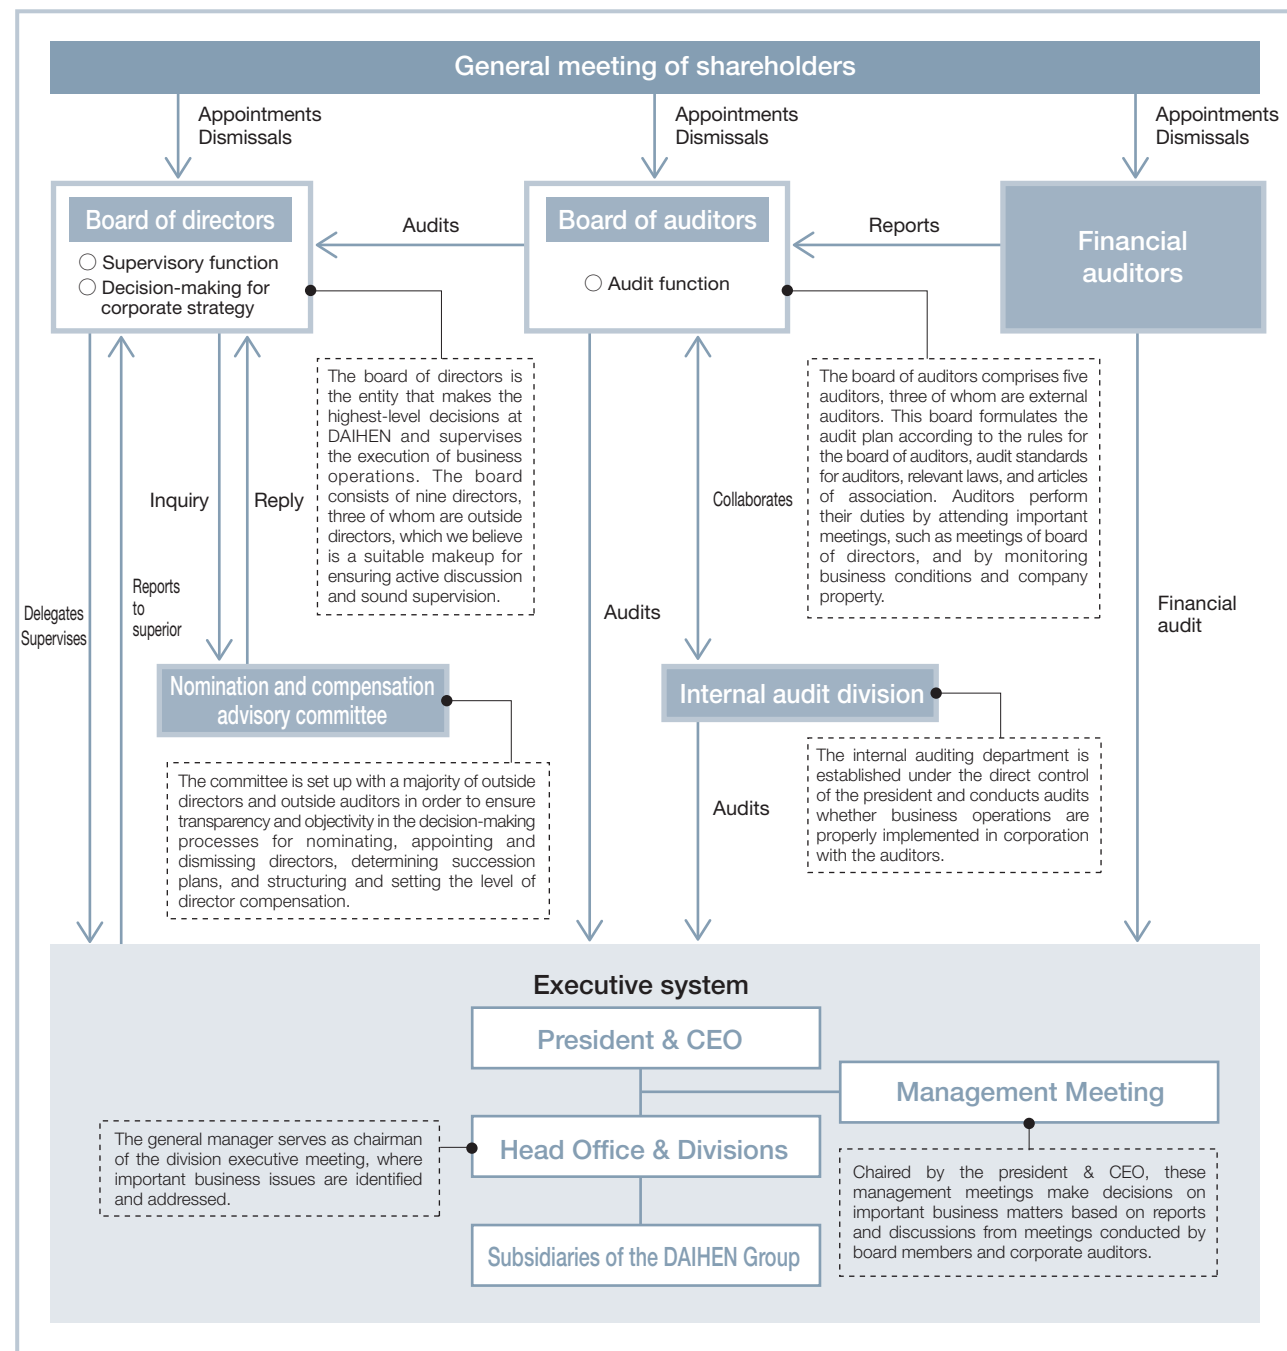 General meeting of shareholders
Appointments
Dismissals
Appointments
Dismissals
Appointments
Dismissals
Board of directors
○ Supervisory function
○ Decision-making for
corporate strategy
Audits
Board of auditors
○ Audit function
Reports
Financial
auditors
The board of directors is
the entity that makes the
highest-level decisions at
DAIHEN and supervises
the execution of business
operations. The board
consists of nine directors,
three of whom are outside
directors, which we believe
is a suitable makeup for
ensuring active discussion
and sound supervision.
The board of auditors comprises five
auditors, three of whom are external
auditors. This board formulates the
audit plan according to the rules for
the board of auditors, audit standards
for auditors, relevant laws, and articles
of association. Auditors perform
their duties by attending important
meetings, such as meetings of board
of directors, and by monitoring
business conditions and company
property.
Inquiry
Reply
Collaborates
Delegates
Supervises
Reports
to
superior
Audits
Financial
audit
Nomination and compensation
advisory committee
Internal audit division
The committee is set up with a majority of outside
directors and outside auditors in order to ensure
transparency and objectivity in the decision-making
processes for nominating, appointing and
dismissing directors, determining succession
plans, and structuring and setting the level of
director compensation.
Audits
The internal auditing department is
established under the direct control
of the president and conducts audits
whether business operations are
properly implemented in corporation
with the auditors.
Executive system
President & CEO
Management Meeting
The general manager serves as chairman
of the division executive meeting, where
important business issues are identified
and addressed.
Head Office & Divisions
Chaired by the president & CEO, these
management meetings make decisions on
important business matters based on reports
and discussions from meetings conducted by
board members and corporate auditors.
Subsidiaries of the DAIHEN Group